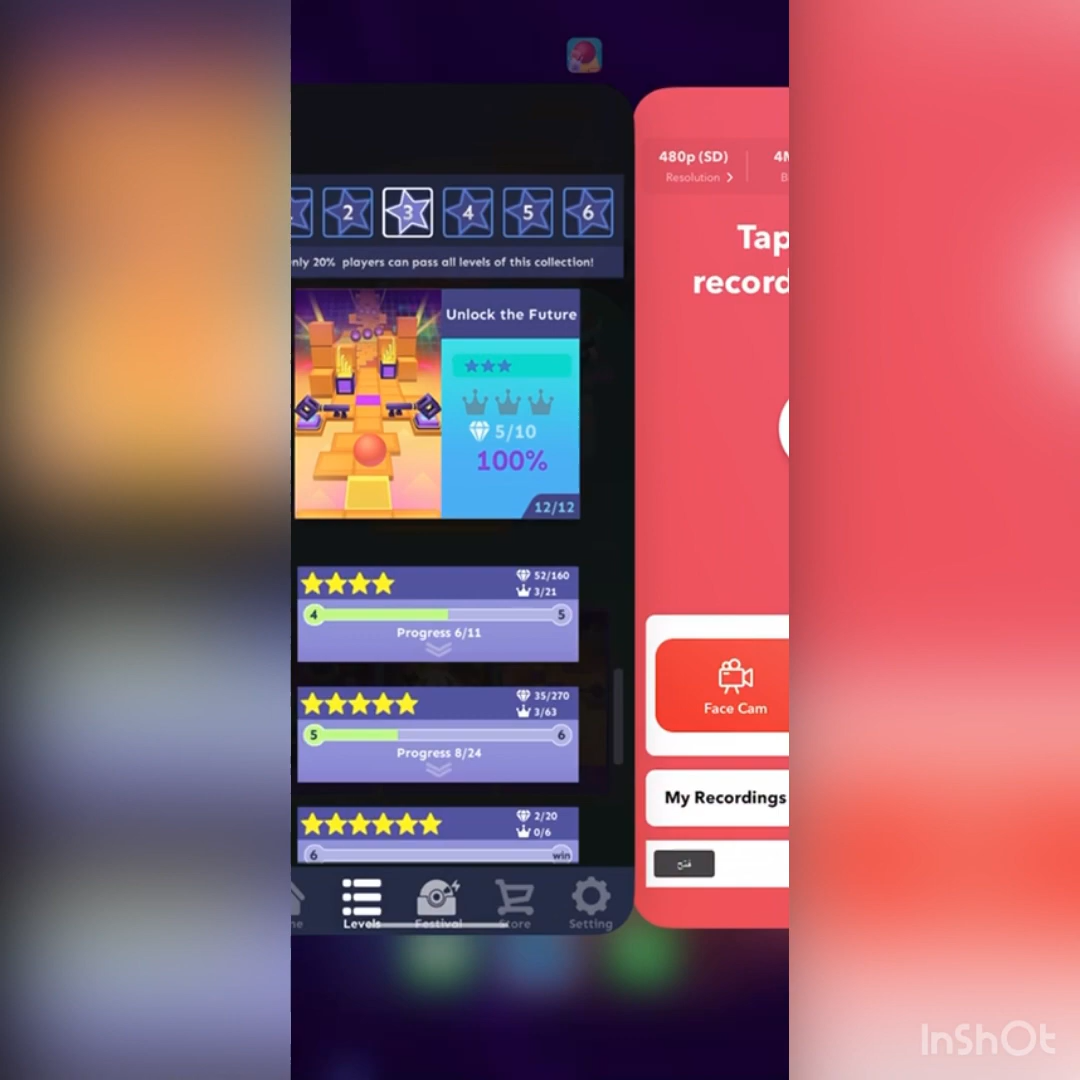 2
3
4
5
6
nly 20% players can pass all levels of this collection!
Unlock the Future
5/10
100%
12/12
52/160
3/21
4
5
Progress 6/11
35/270
3/63
5
6
Progress 8/24
2/20
0/6
6
win
Levels
Festival
Store
Setting
480p (SD)
Resolution
Tap
record
Face Cam
My Recordings
فتح
InShOt